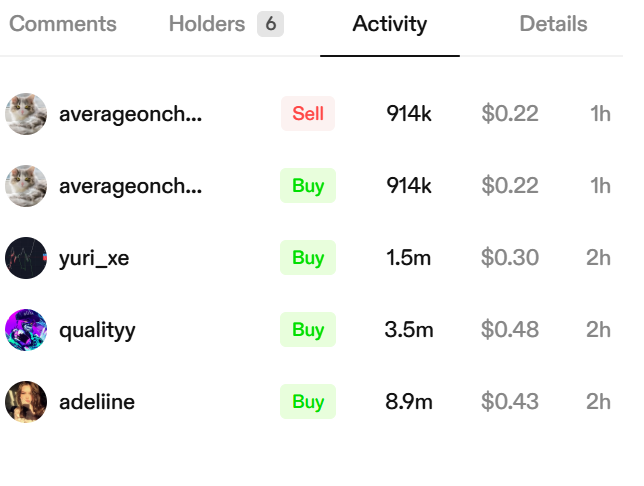 Comments Holders 6 Activity Details
averageonch... Sell 914k $0.22 1h
averageonch... Buy 914k $0.22 1h
yuri_xe Buy 1.5m $0.30 2h
qualityy Buy 3.5m $0.48 2h
adeliine Buy 8.9m $0.43 2h